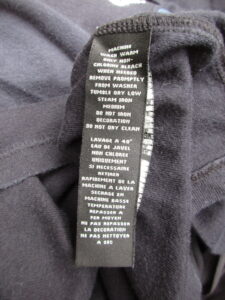 MACHINE
WASH WARM
ONLY NON-
CHLORINE BLEACH
WHEN NEEDED
REMOVE PROMPTLY
FROM WASHER
TUMBLE DRY LOW
STEAM IRON
MEDIUM
DO NOT IRON
DECORATION
DO NOT DRY CLEAN
LAVAGE A 40°
EAU DE JAVEL
NON CHLOREE
UNIQUEMENT
SI NECESSAIRE
RETIRER
RAPIDEMENT DE LA
MACHINE A LAVER
SECHAGE EN
MACHINE BASSE
TEMPERATURE
REPASSER A
FER MOYEN
NE PAS REPASSER
LA DECORATION
NE PAS NETTOYER
A SEC